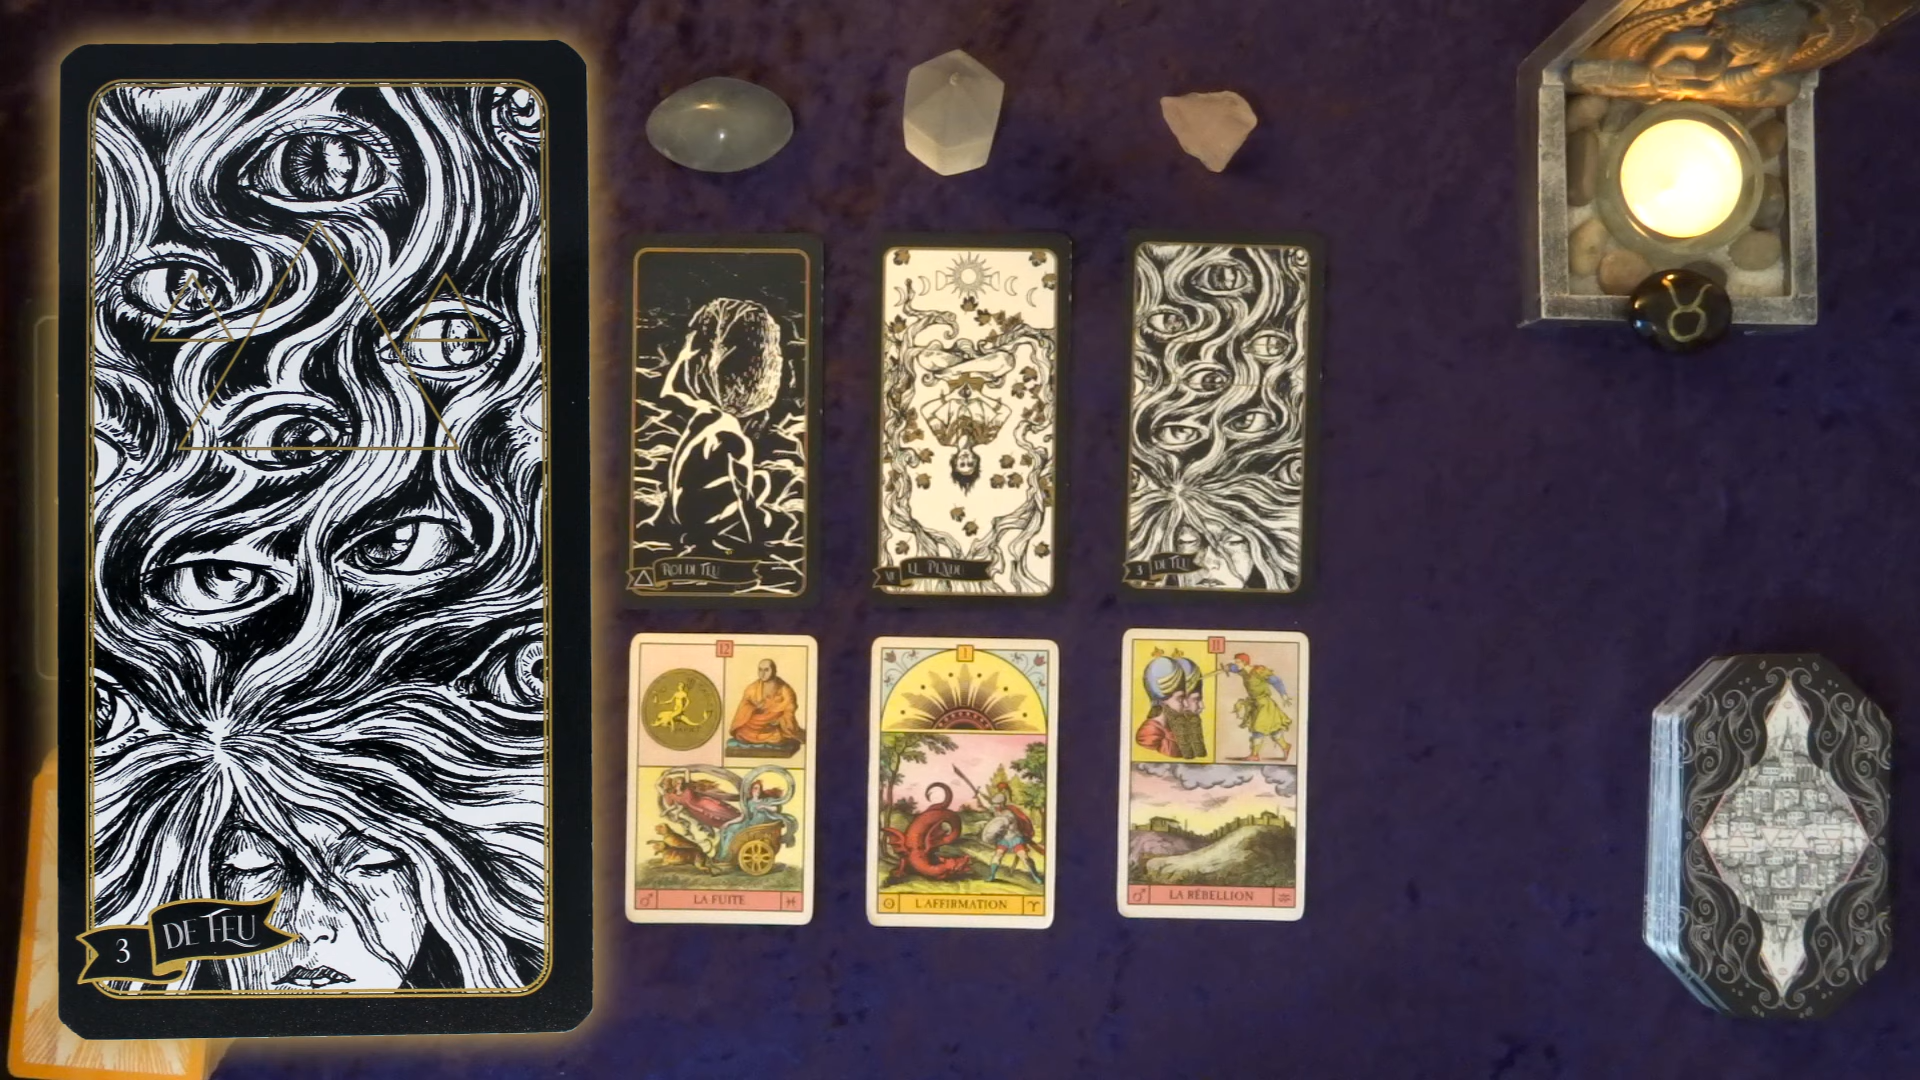 3
DE FEU
ROI DE FEU
LE PENDU
3
DE FEU
12
LA FUITE
1
L'AFFIRMATION
11
LA RÉBELLION